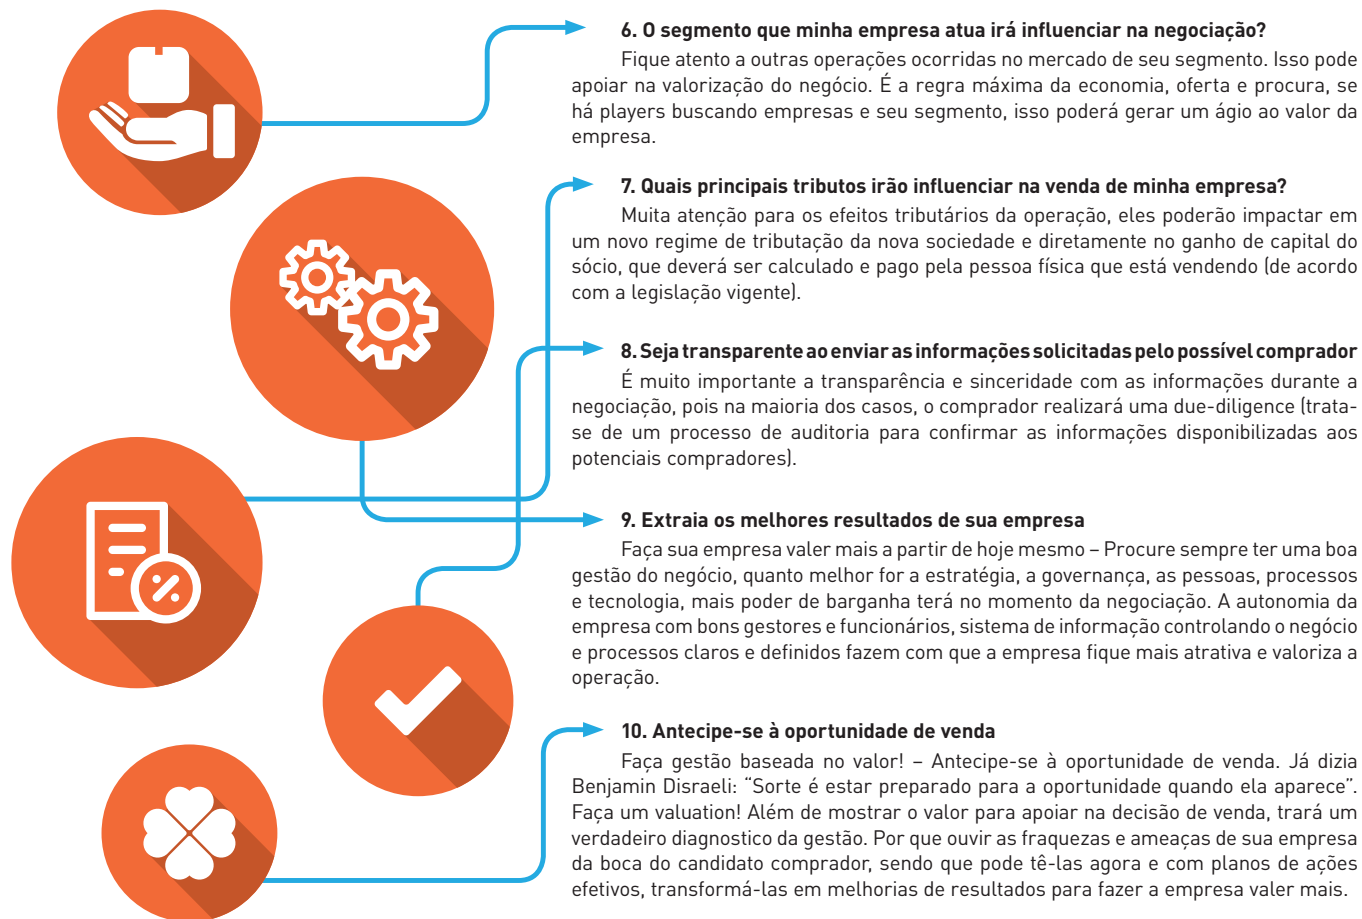 6. O segmento que minha empresa atua irá influenciar na negociação?
Fique atento a outras operações ocorridas no mercado de seu segmento. Isso pode
apoiar na valorização do negócio. É a regra máxima da economia, oferta e procura, se
há players buscando empresas e seu segmento, isso poderá gerar um ágio ao valor da
empresa.
7. Quais principais tributos irão influenciar na venda de minha empresa?
Muita atenção para os efeitos tributários da operação, eles poderão impactar em
um novo regime de tributação da nova sociedade e diretamente no ganho de capital do
sócio, que deverá ser calculado e pago pela pessoa física que está vendendo (de acordo
com a legislação vigente).
8. Seja transparente ao enviar as informações solicitadas pelo possível comprador
É muito importante a transparência e sinceridade com as informações durante a
negociação, pois na maioria dos casos, o comprador realizará uma due-diligence (trata-
se de um processo de auditoria para confirmar as informações disponibilizadas aos
potenciais compradores).
9. Extraia os melhores resultados de sua empresa
Faça sua empresa valer mais a partir de hoje mesmo – Procure sempre ter uma boa
gestão do negócio, quanto melhor for a estratégia, a governança, as pessoas, processos
e tecnologia, mais poder de barganha terá no momento da negociação. A autonomia da
empresa com bons gestores e funcionários, sistema de informação controlando o negócio
e processos claros e definidos fazem com que a empresa fique mais atrativa e valoriza a
operação.
10. Antecipe-se à oportunidade de venda
Faça gestão baseada no valor! – Antecipe-se à oportunidade de venda. Já dizia
Benjamin Disraeli: “Sorte é estar preparado para a oportunidade quando ela aparece”.
Faça um valuation! Além de mostrar o valor para apoiar na decisão de venda, trará um
verdadeiro diagnostico da gestão. Por que ouvir as fraquezas e ameaças de sua empresa
da boca do candidato comprador, sendo que pode tê-las agora e com planos de ações
efetivos, transformá-las em melhorias de resultados para fazer a empresa valer mais.
%